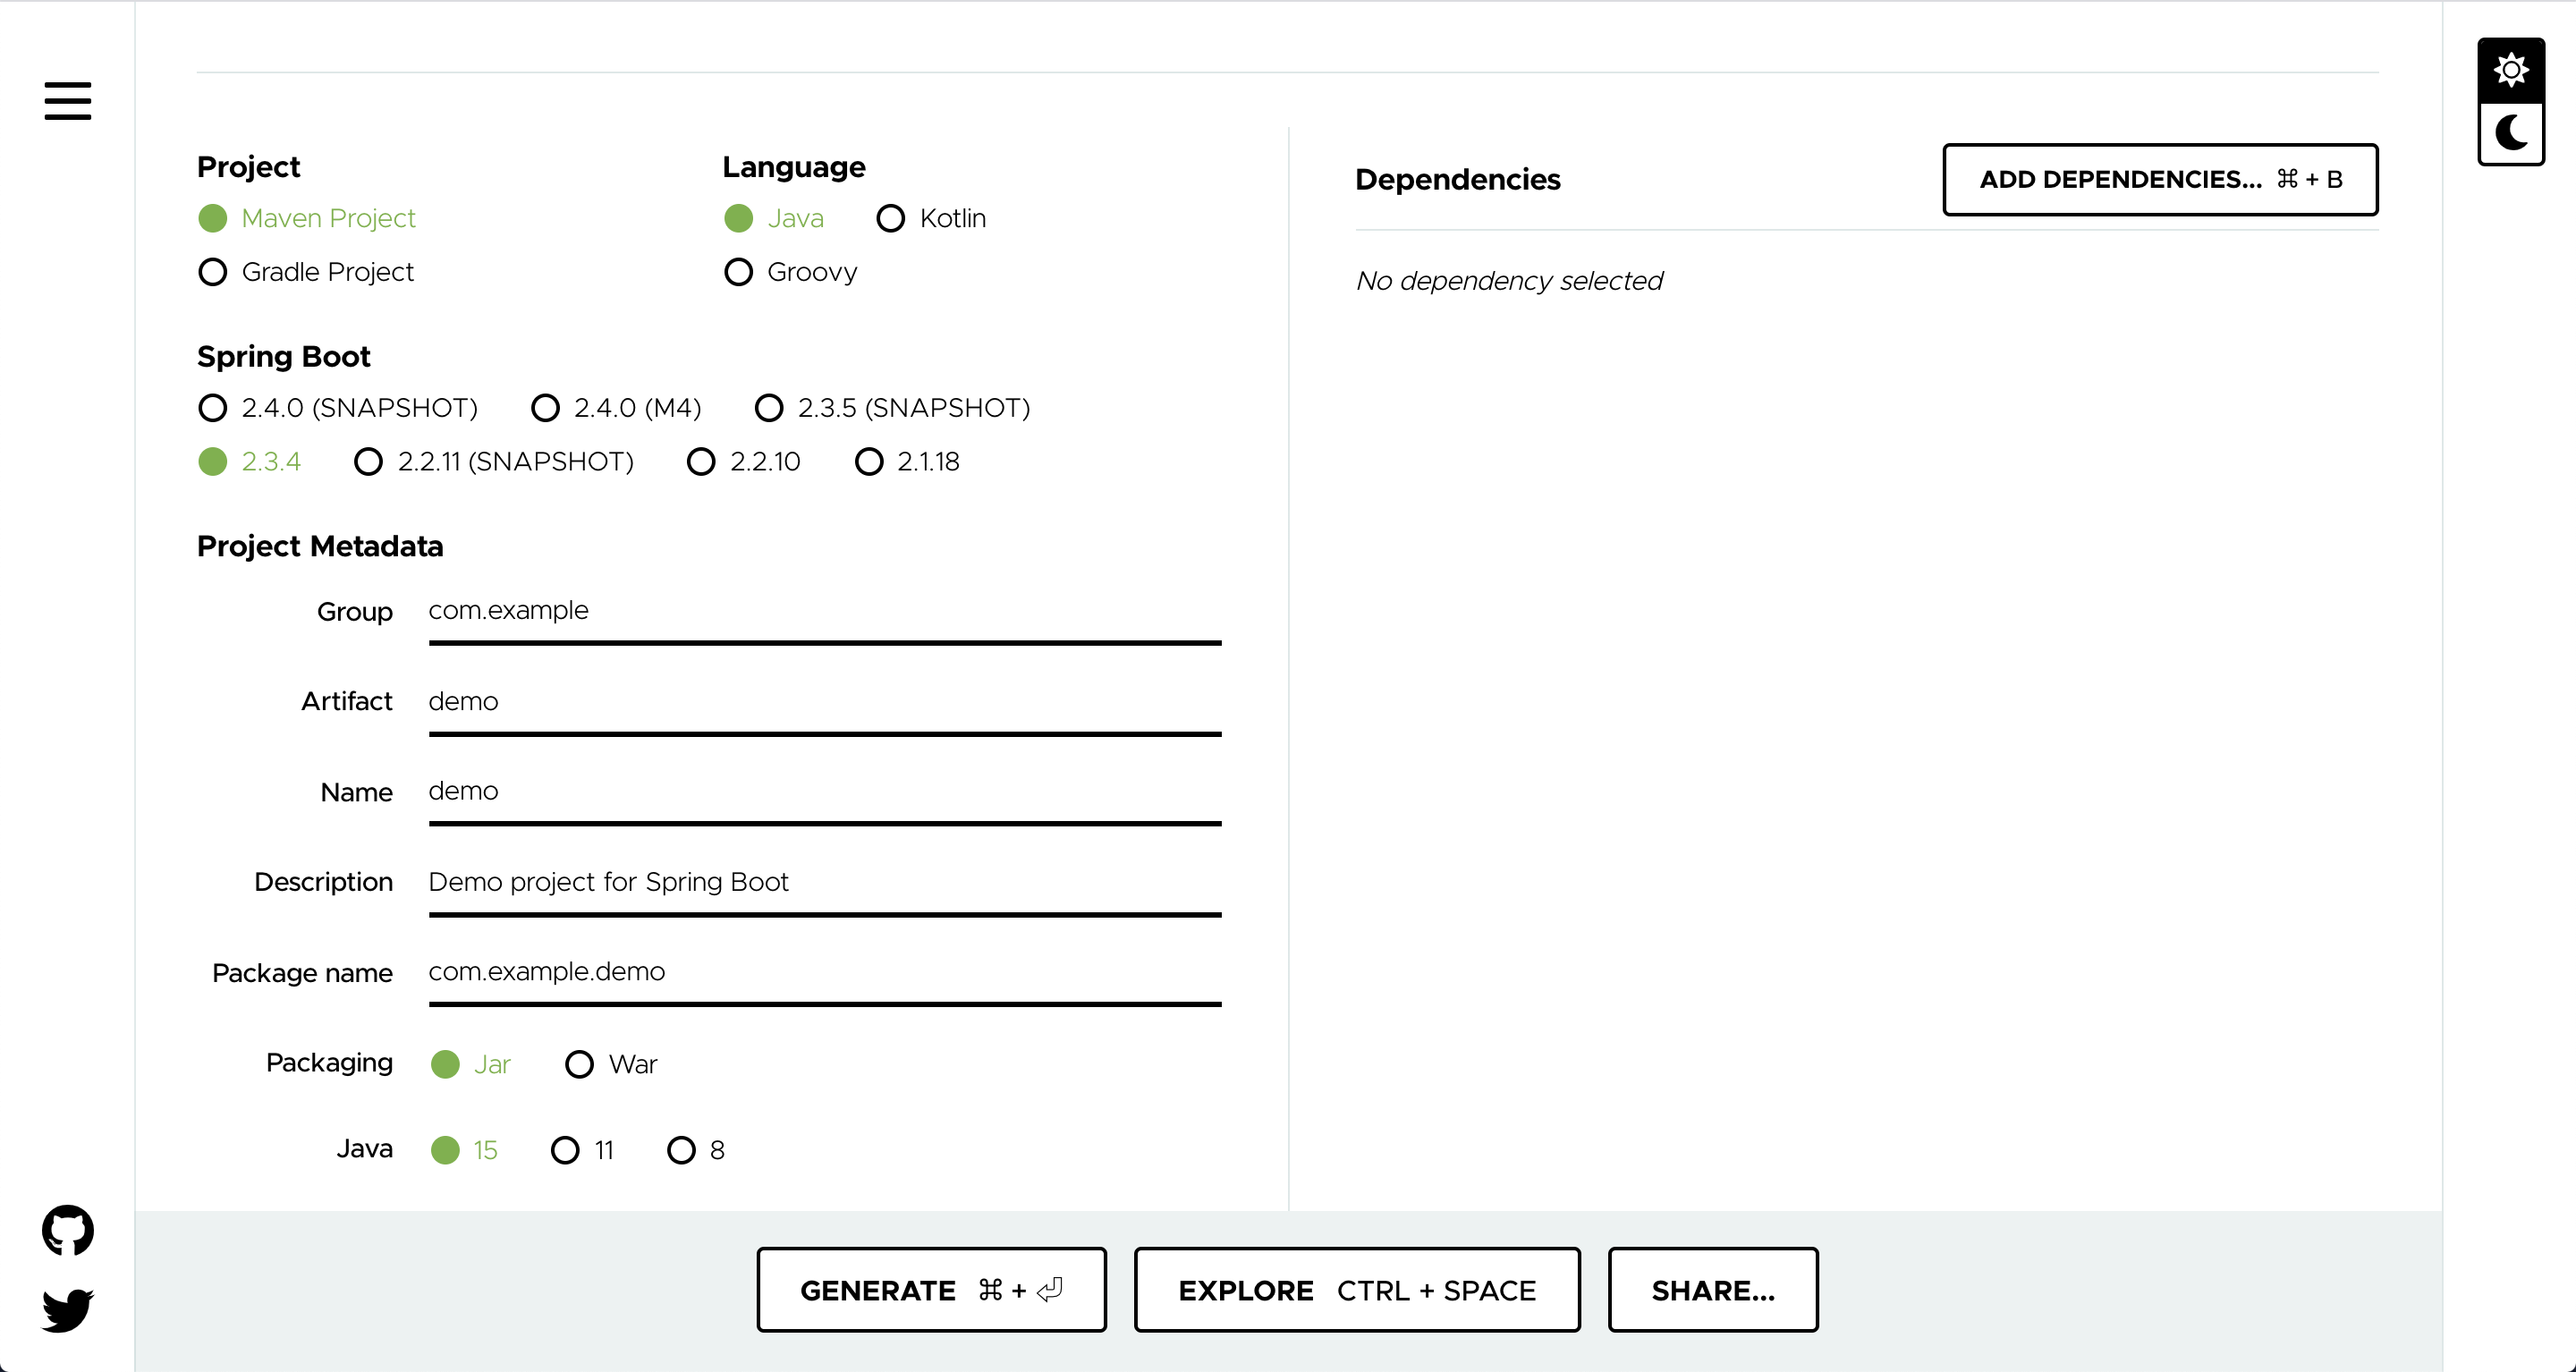 Project
Maven Project
Gradle Project
Language
Java Kotlin
Groovy
Spring Boot
2.4.0 (SNAPSHOT) 2.4.0 (M4) 2.3.5 (SNAPSHOT)
2.3.4 2.2.11 (SNAPSHOT) 2.2.10 2.1.18
Project Metadata
Group com.example
Artifact demo
Name demo
Description Demo project for Spring Boot
Package name com.example.demo
Packaging Jar War
Java 15 11 8
Dependencies
ADD DEPENDENCIES... ⌘ + B
No dependency selected
GENERATE ⌘ + ⏎
EXPLORE CTRL + SPACE
SHARE...